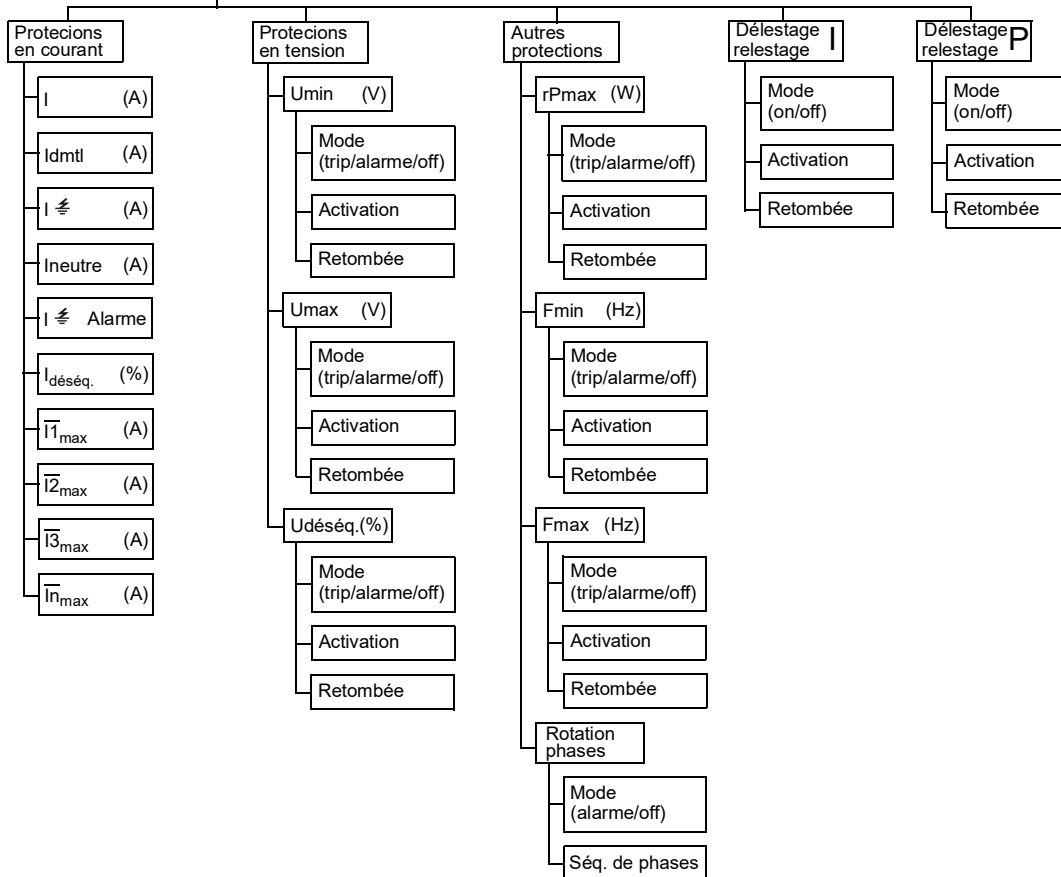 Protecions
en courant
I (A)
Idmtl (A)
I ⏚ (A)
Ineutre (A)
I ⏚ Alarme
Idéséq. (%)
I1max (A)
I2max (A)
I3max (A)
Inmax (A)
Protecions
en tension
Umin (V)
Mode
(trip/alarme/off)
Activation
Retombée
Umax (V)
Mode
(trip/alarme/off)
Activation
Retombée
Udéséq.(%)
Mode
(trip/alarme/off)
Activation
Retombée
Autres
protections
rPmax (W)
Mode
(trip/alarme/off)
Activation
Retombée
Fmin (Hz)
Mode
(trip/alarme/off)
Activation
Retombée
Fmax (Hz)
Mode
(trip/alarme/off)
Activation
Retombée
Rotation
phases
Mode
(alarme/off)
Séq. de phases
Délestage
relestage I
Mode
(on/off)
Activation
Retombée
Délestage
relestage P
Mode
(on/off)
Activation
Retombée